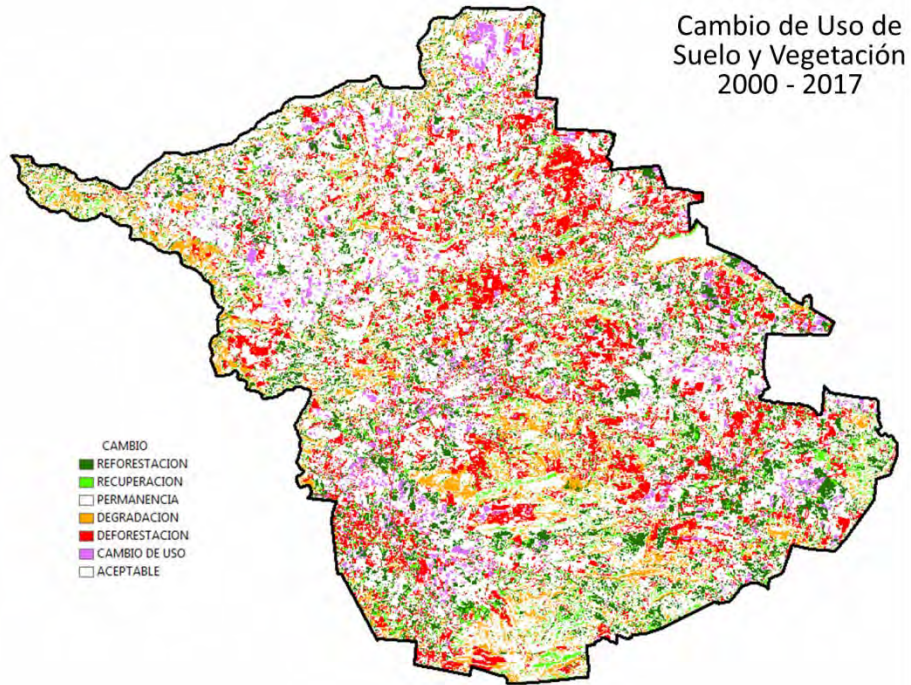 Cambio de Uso de
Suelo y Vegetación
2000 - 2017
CAMBIO
REFORESTACION
RECUPERACION
PERMANENCIA
DEGRADACION
DEFORESTACION
CAMBIO DE USO
ACEPTABLE